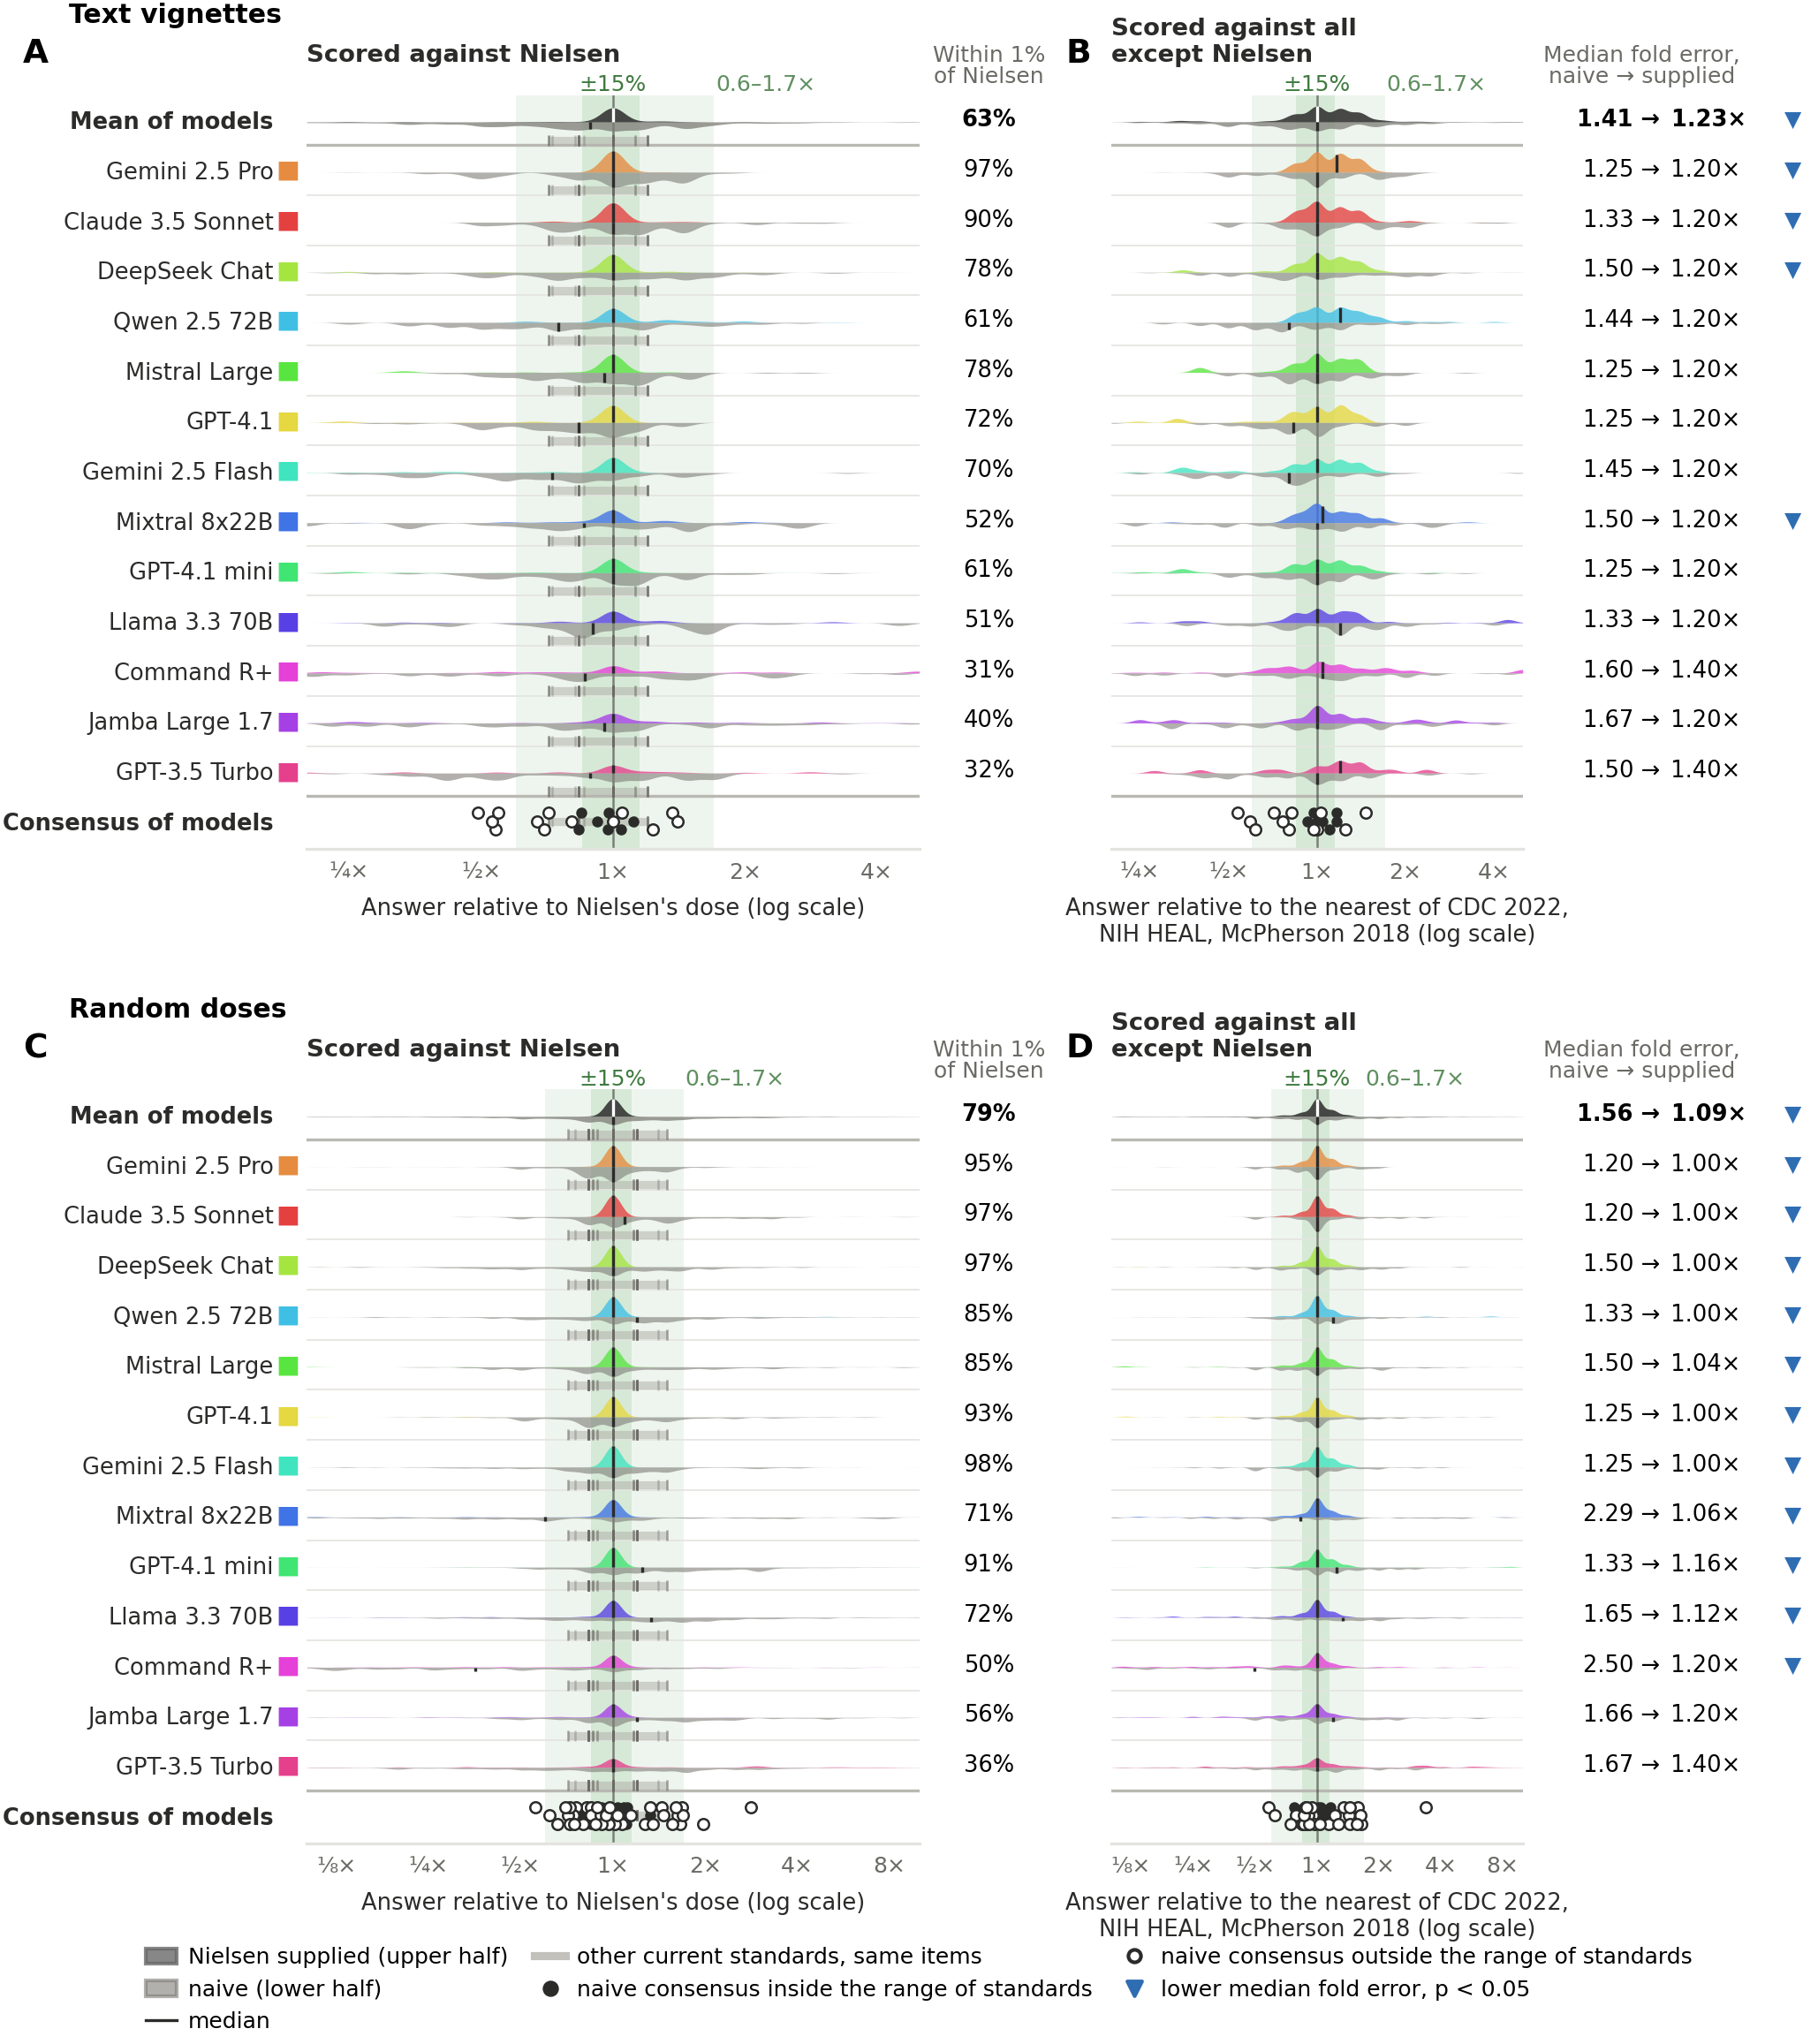 Text vignettes
A
Scored against Nielsen
Within 1%
of Nielsen
±15%
0.6–1.7×
B
Scored against all
except Nielsen
Median fold error,
naive → supplied
±15%
0.6–1.7×
Mean of models 63% 1.41 → 1.23× ▼
Gemini 2.5 Pro 97% 1.25 → 1.20× ▼
Claude 3.5 Sonnet 90% 1.33 → 1.20× ▼
DeepSeek Chat 78% 1.50 → 1.20× ▼
Qwen 2.5 72B 61% 1.44 → 1.20×
Mistral Large 78% 1.25 → 1.20×
GPT-4.1 72% 1.25 → 1.20×
Gemini 2.5 Flash 70% 1.45 → 1.20×
Mixtral 8x22B 52% 1.50 → 1.20× ▼
GPT-4.1 mini 61% 1.25 → 1.20×
Llama 3.3 70B 51% 1.33 → 1.20×
Command R+ 31% 1.60 → 1.40×
Jamba Large 1.7 40% 1.67 → 1.20×
GPT-3.5 Turbo 32% 1.50 → 1.40×
Consensus of models
¼× ½× 1× 2× 4×
Answer relative to Nielsen's dose (log scale)
¼× ½× 1× 2× 4×
Answer relative to the nearest of CDC 2022,
NIH HEAL, McPherson 2018 (log scale)
Random doses
C
Scored against Nielsen
Within 1%
of Nielsen
±15%
0.6–1.7×
D
Scored against all
except Nielsen
Median fold error,
naive → supplied
±15%
0.6–1.7×
Mean of models 79% 1.56 → 1.09× ▼
Gemini 2.5 Pro 95% 1.20 → 1.00× ▼
Claude 3.5 Sonnet 97% 1.20 → 1.00× ▼
DeepSeek Chat 97% 1.50 → 1.00× ▼
Qwen 2.5 72B 85% 1.33 → 1.00× ▼
Mistral Large 85% 1.50 → 1.04× ▼
GPT-4.1 93% 1.25 → 1.00× ▼
Gemini 2.5 Flash 98% 1.25 → 1.00× ▼
Mixtral 8x22B 71% 2.29 → 1.06× ▼
GPT-4.1 mini 91% 1.33 → 1.16× ▼
Llama 3.3 70B 72% 1.65 → 1.12× ▼
Command R+ 50% 2.50 → 1.20× ▼
Jamba Large 1.7 56% 1.66 → 1.20×
GPT-3.5 Turbo 36% 1.67 → 1.40×
Consensus of models
⅛× ¼× ½× 1× 2× 4× 8×
Answer relative to Nielsen's dose (log scale)
⅛× ¼× ½× 1× 2× 4× 8×
Answer relative to the nearest of CDC 2022,
NIH HEAL, McPherson 2018 (log scale)
Nielsen supplied (upper half)
naive (lower half)
median
other current standards, same items
naive consensus inside the range of standards
naive consensus outside the range of standards
lower median fold error, p < 0.05